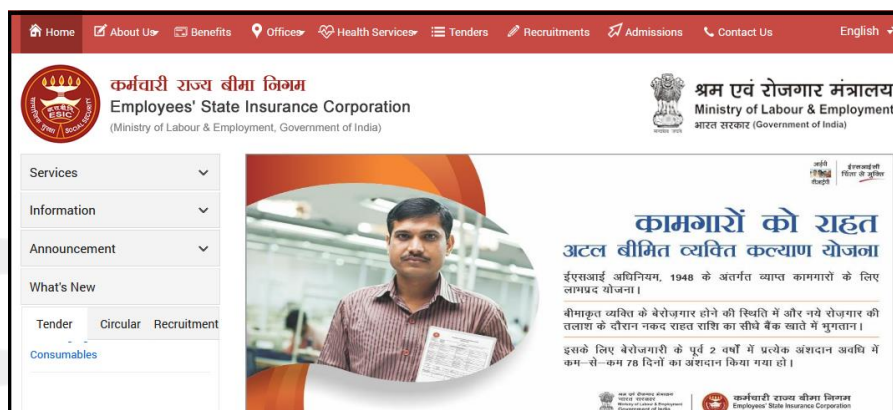 Home About Us Benefits Offices Health Services Tenders Recruitments Admissions Contact Us English
कर्मचारी राज्य बीमा निगम
Employees' State Insurance Corporation
(Ministry of Labour & Employment, Government of India)
श्रम एवं रोजगार मंत्रालय
Ministry of Labour & Employment
भारत सरकार (Government of India)
Services
Information
Announcement
What's New
Tender Circular Recruitment
Consumables
ESIC
चिंता से मुक्ति
कामगारों को राहत
अटल बीमित व्यक्ति कल्याण योजना
ईएसआई अधिनियम, 1948 के अंतर्गत व्याप्त कामगारों के लिए
लाभप्रद योजना।
बीमाकृत व्यक्ति के बेरोज़गार होने की स्थिति में और नये रोज़गार की
तलाश के दौरान नकद राहत राशि का सीधे बैंक खाते में भुगतान।
इसके लिए बेरोजगारी के पूर्व 2 वर्षों में प्रत्येक अंशदान अवधि में
कम–से–कम 78 दिनों का अंशदान किया गया हो।
कर्मचारी राज्य बीमा निगम
Employees' State Insurance Corporation